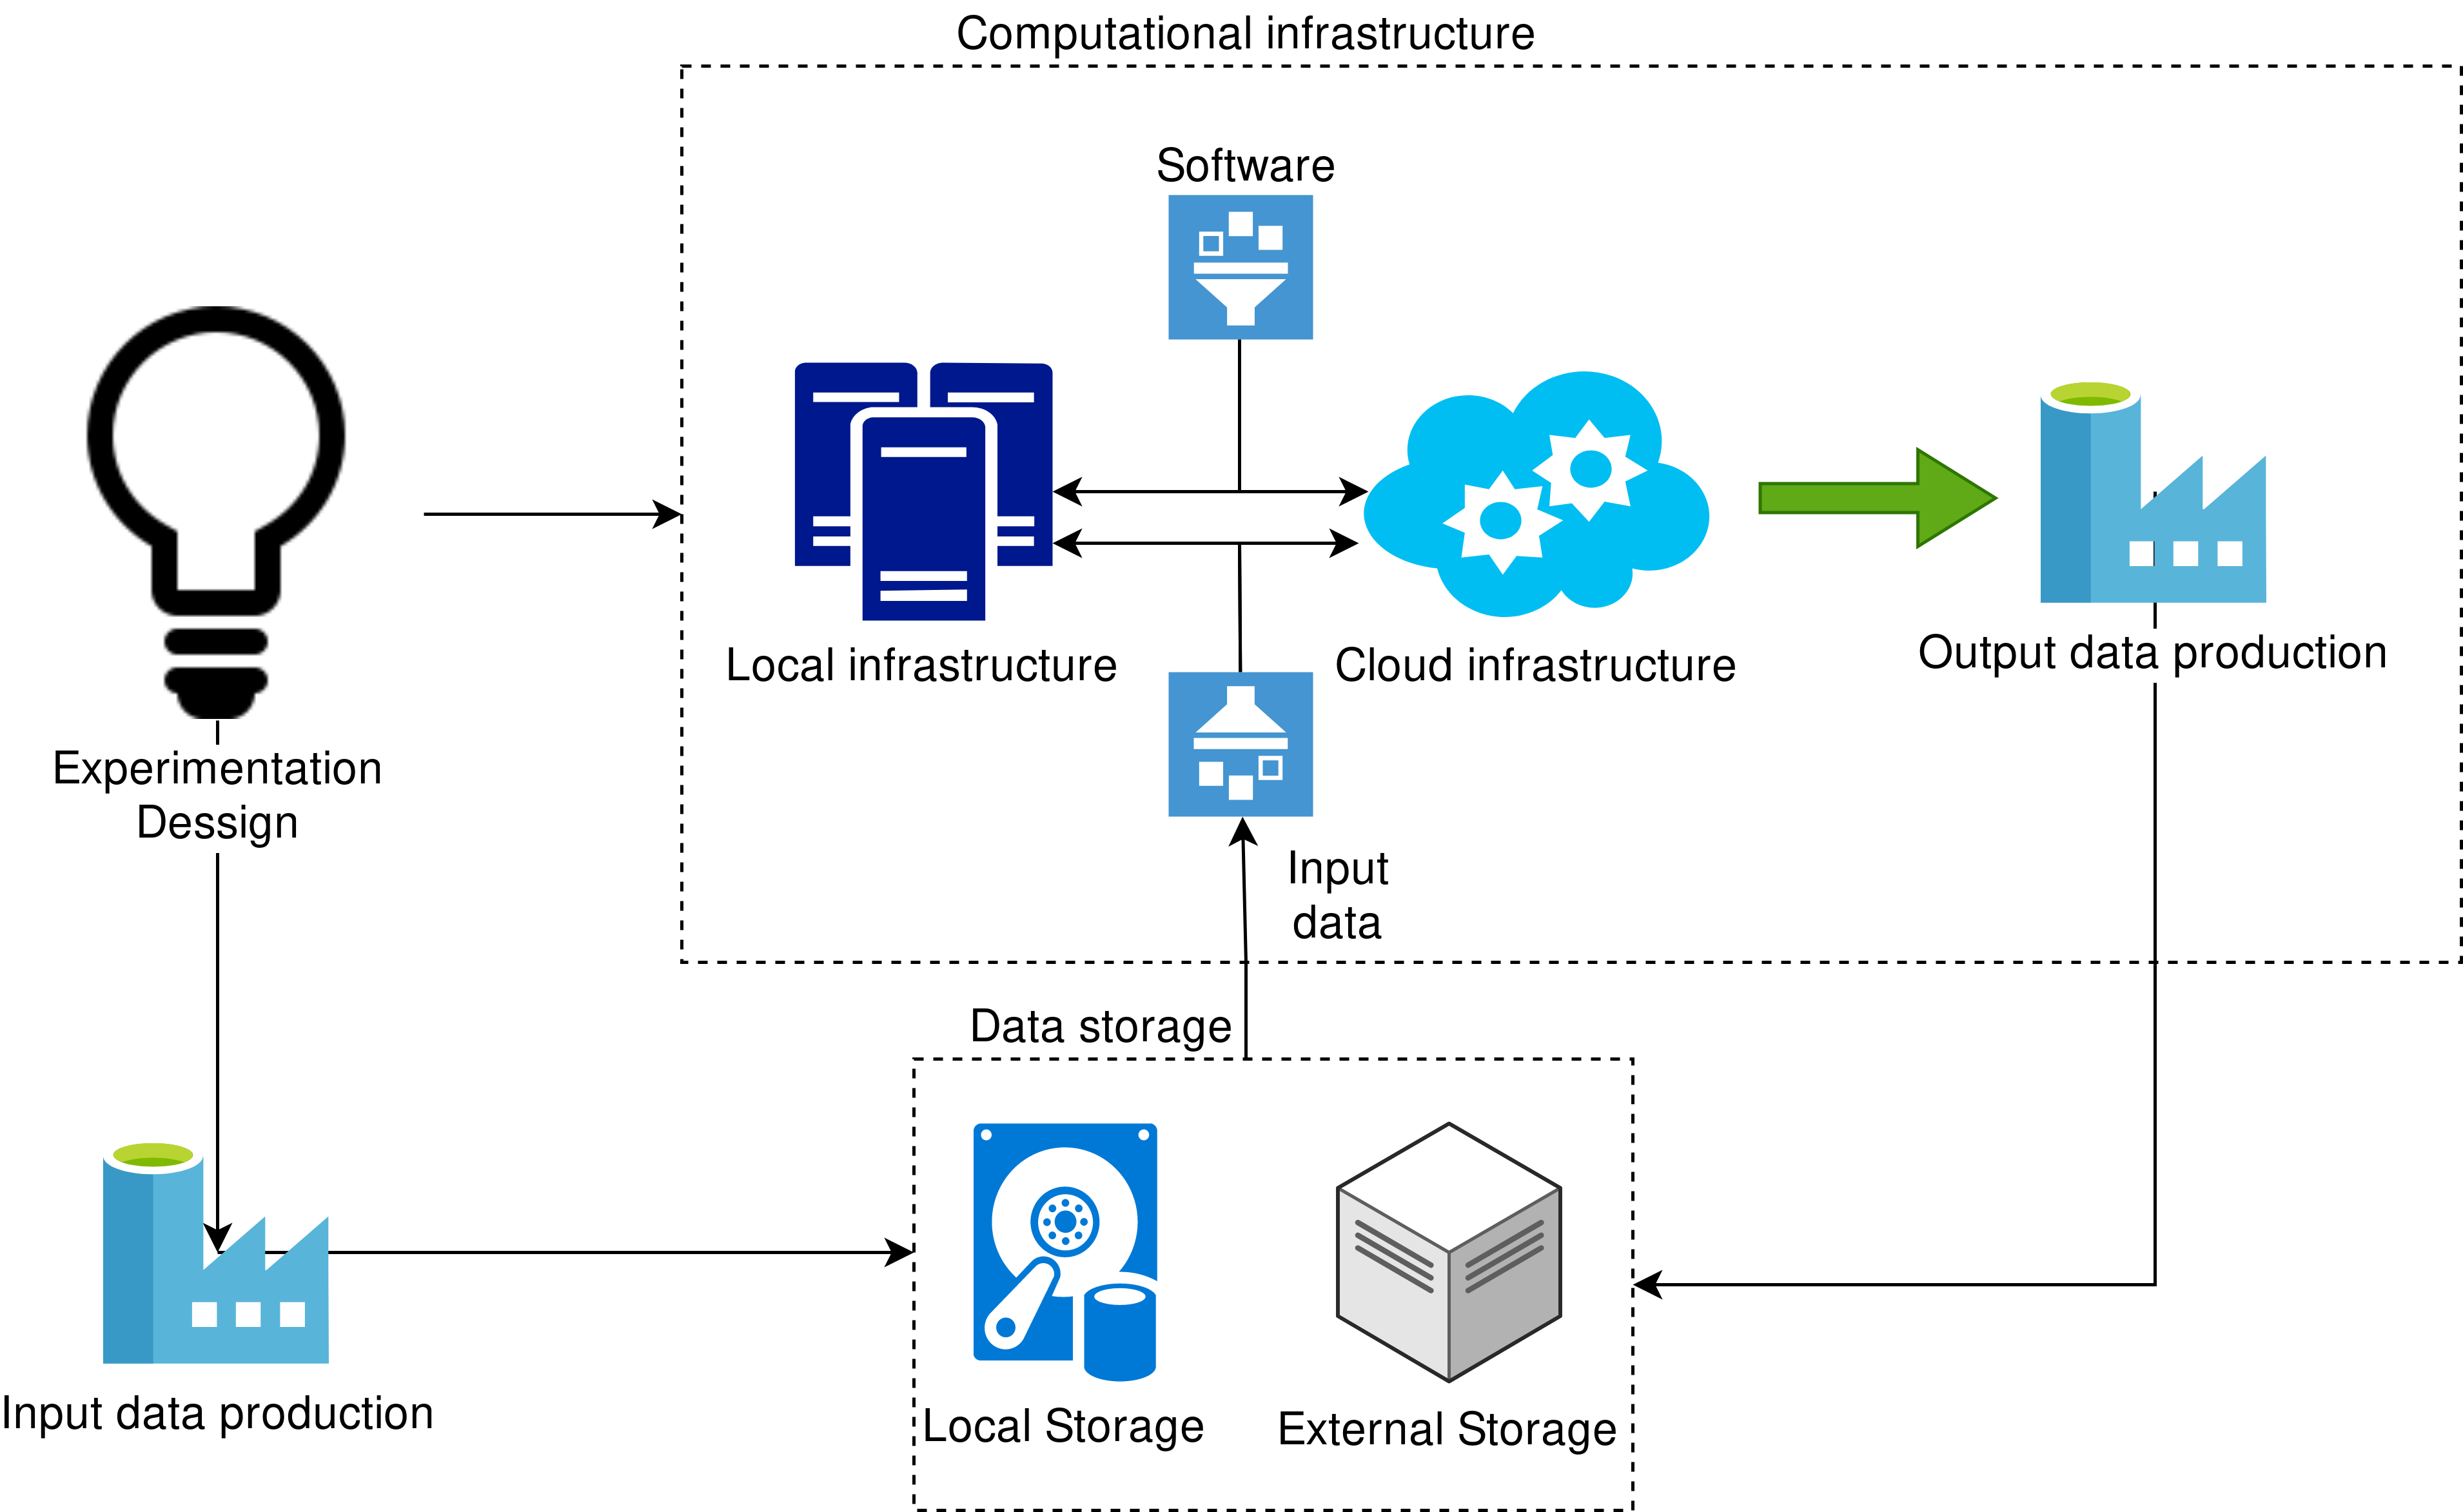 Computational infrastructure
Software
Local infrastructure
Cloud infrastructure
Output data production
Experimentation
Dessign
Input
data
Data storage
Input data production
Local Storage
External Storage